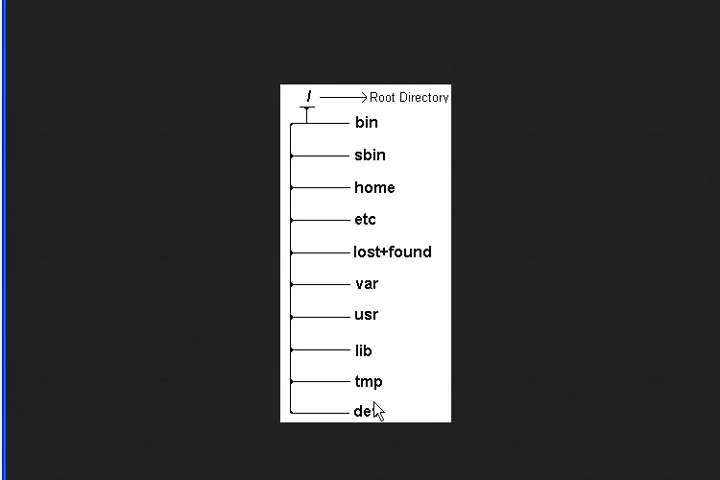 / Root Directory
bin
sbin
home
etc
lost+found
var
usr
lib
tmp